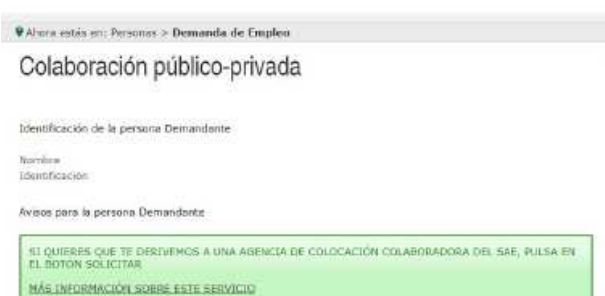 Ahora estás en: Personas > Demanda de Empleo
Colaboración público-privada
Identificación de la persona Demandante
Nombre
Identificación
Avisos para la persona Demandante
SI QUIERES QUE TE DERIVEMOS A UNA AGENCIA DE COLOCACIÓN COLABORADORA DEL SAE, PULSA EN
EL BOTON SOLICITAR
MÁS INFORMACIÓN SOBRE ESTE SERVICIO